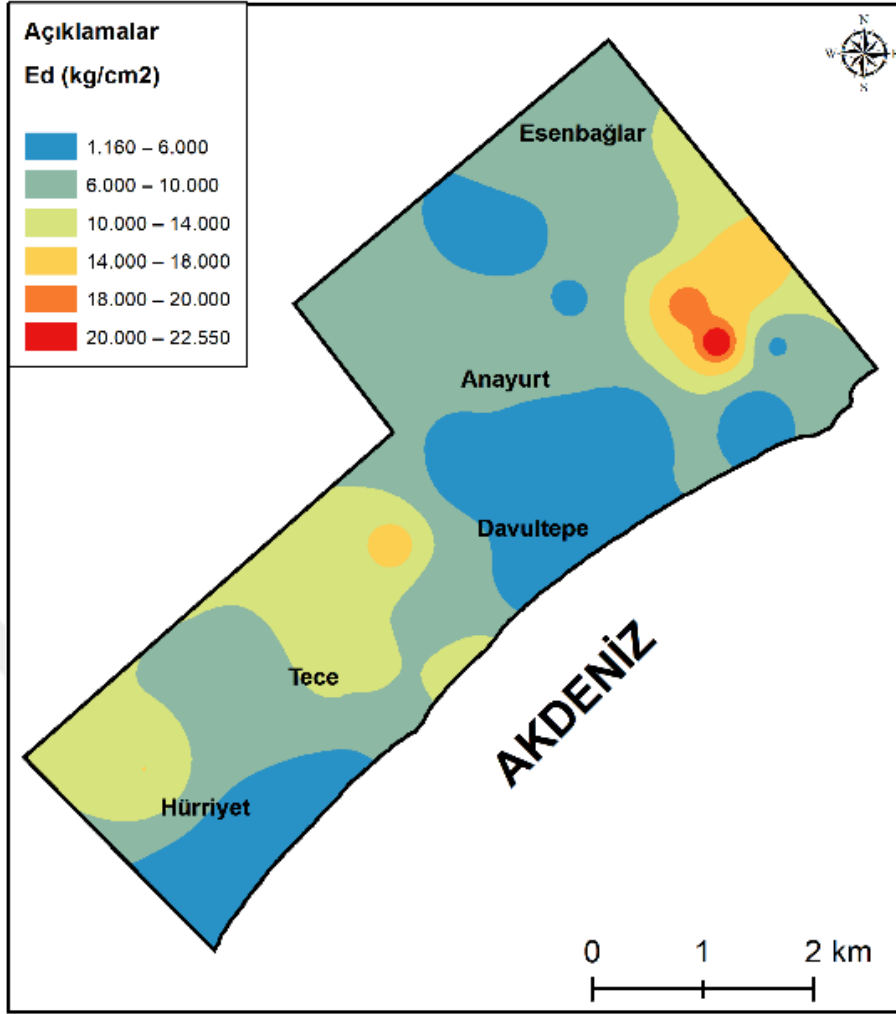 Açıklamalar
Ed (kg/cm2)
1.160 – 6.000
6.000 – 10.000
10.000 – 14.000
14.000 – 18.000
18.000 – 20.000
20.000 – 22.550
N
W
E
S
Esenbağlar
Anayurt
Davultepe
Tece
Hürriyet
AKDENİZ
0 1 2 km